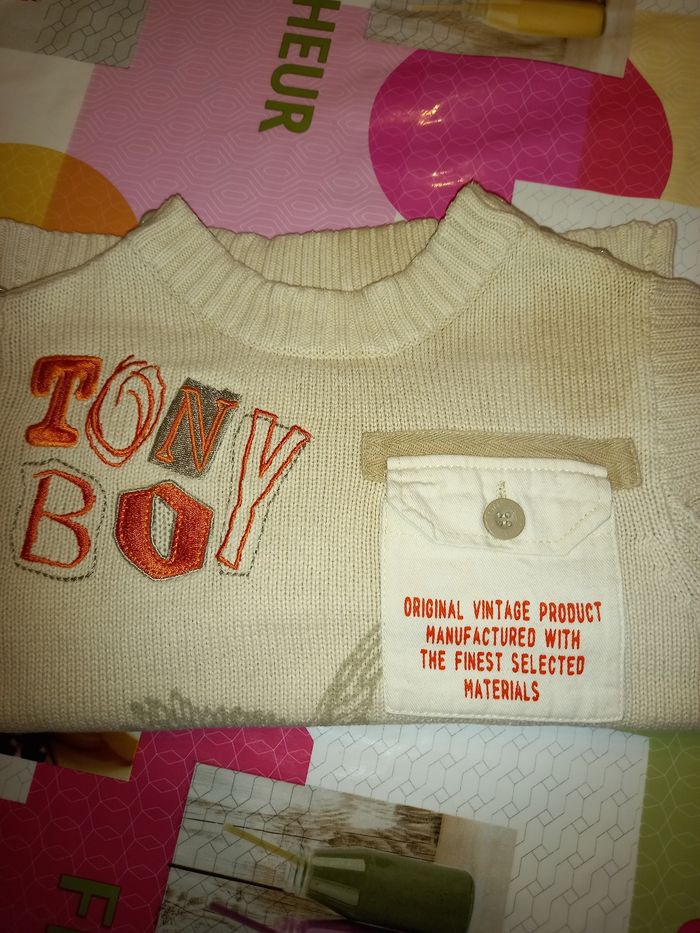 HEUR
TONY
BOY
ORIGINAL VINTAGE PRODUCT
MANUFACTURED WITH
THE FINEST SELECTED
MATERIALS